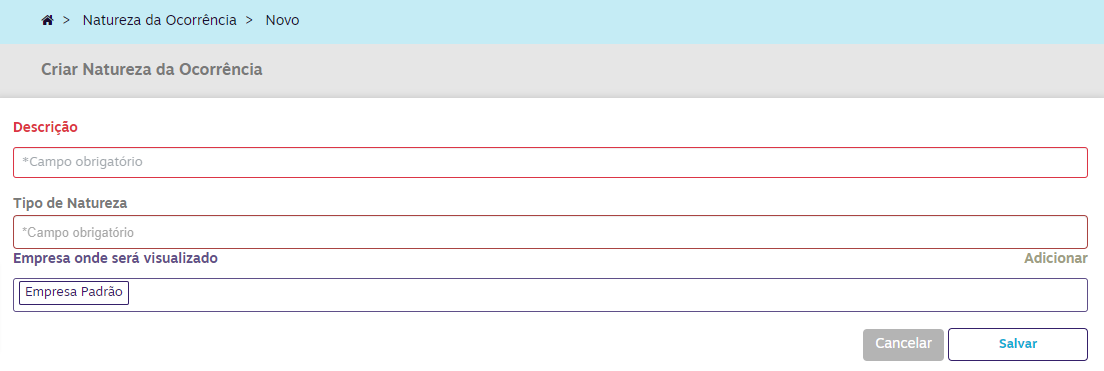 > Natureza da Ocorrência > Novo
Criar Natureza da Ocorrência
Descrição
*Campo obrigatório
Tipo de Natureza
*Campo obrigatório
Empresa onde será visualizado Adicionar
Empresa Padrão
Cancelar Salvar